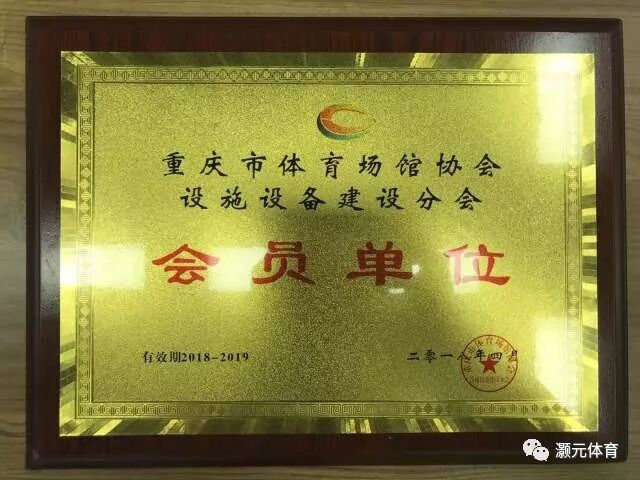 重庆市体育场馆协会
设施设备建设分会
会员单位
有效期2018-2019
二零一八年四月
灏元体育